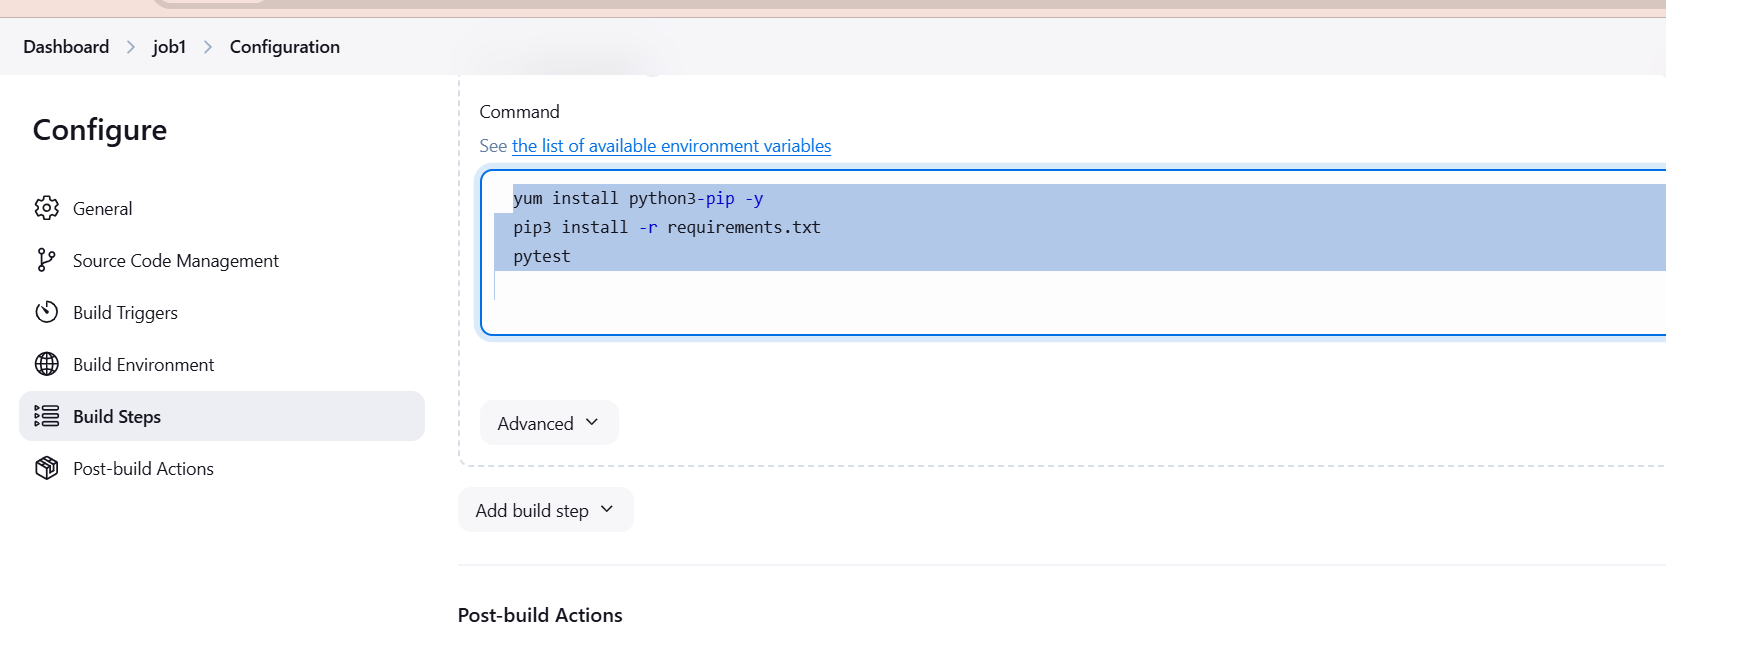 Dashboard > job1 > Configuration
Configure
General
Source Code Management
Build Triggers
Build Environment
Build Steps
Post-build Actions
Command
See the list of available environment variables
yum install python3-pip -y
pip3 install -r requirements.txt
pytest
Advanced
Add build step
Post-build Actions